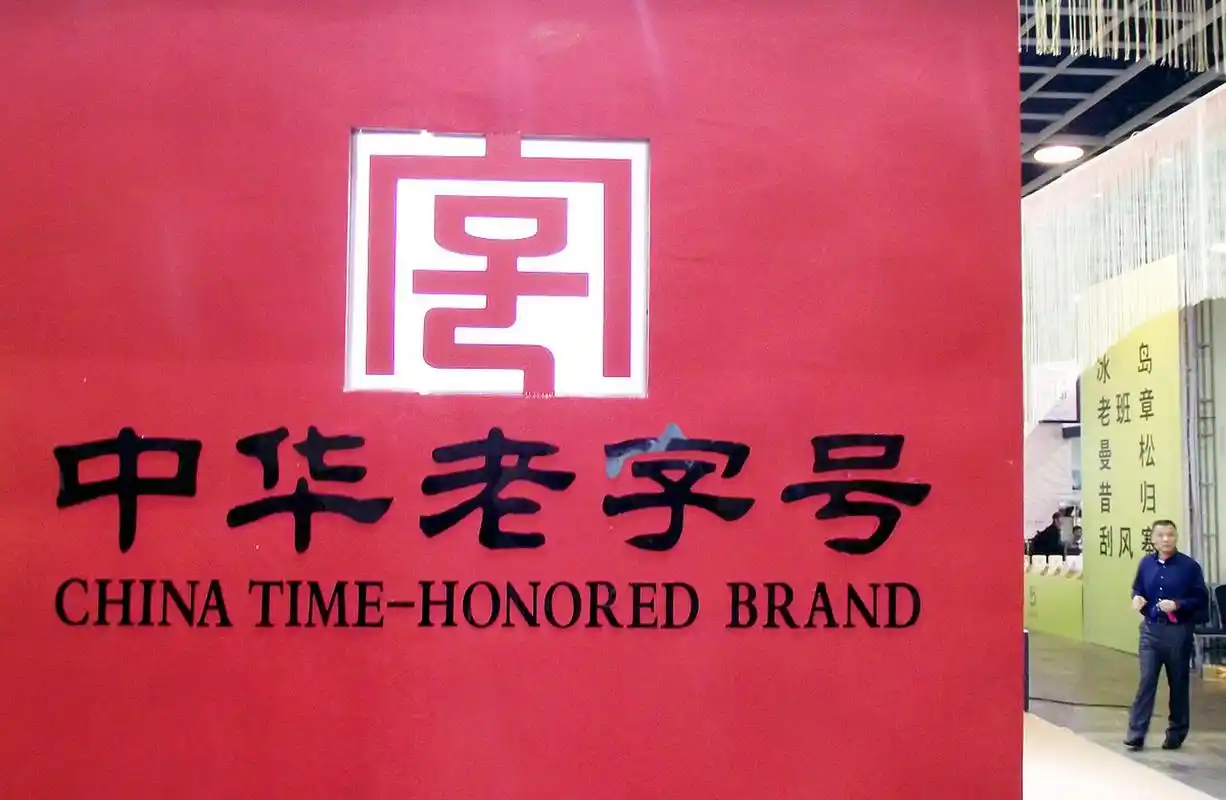 中华老字号
CHINA TIME-HONORED BRAND
冰 岛
老班章
曼 松
昔 归
刮风寨